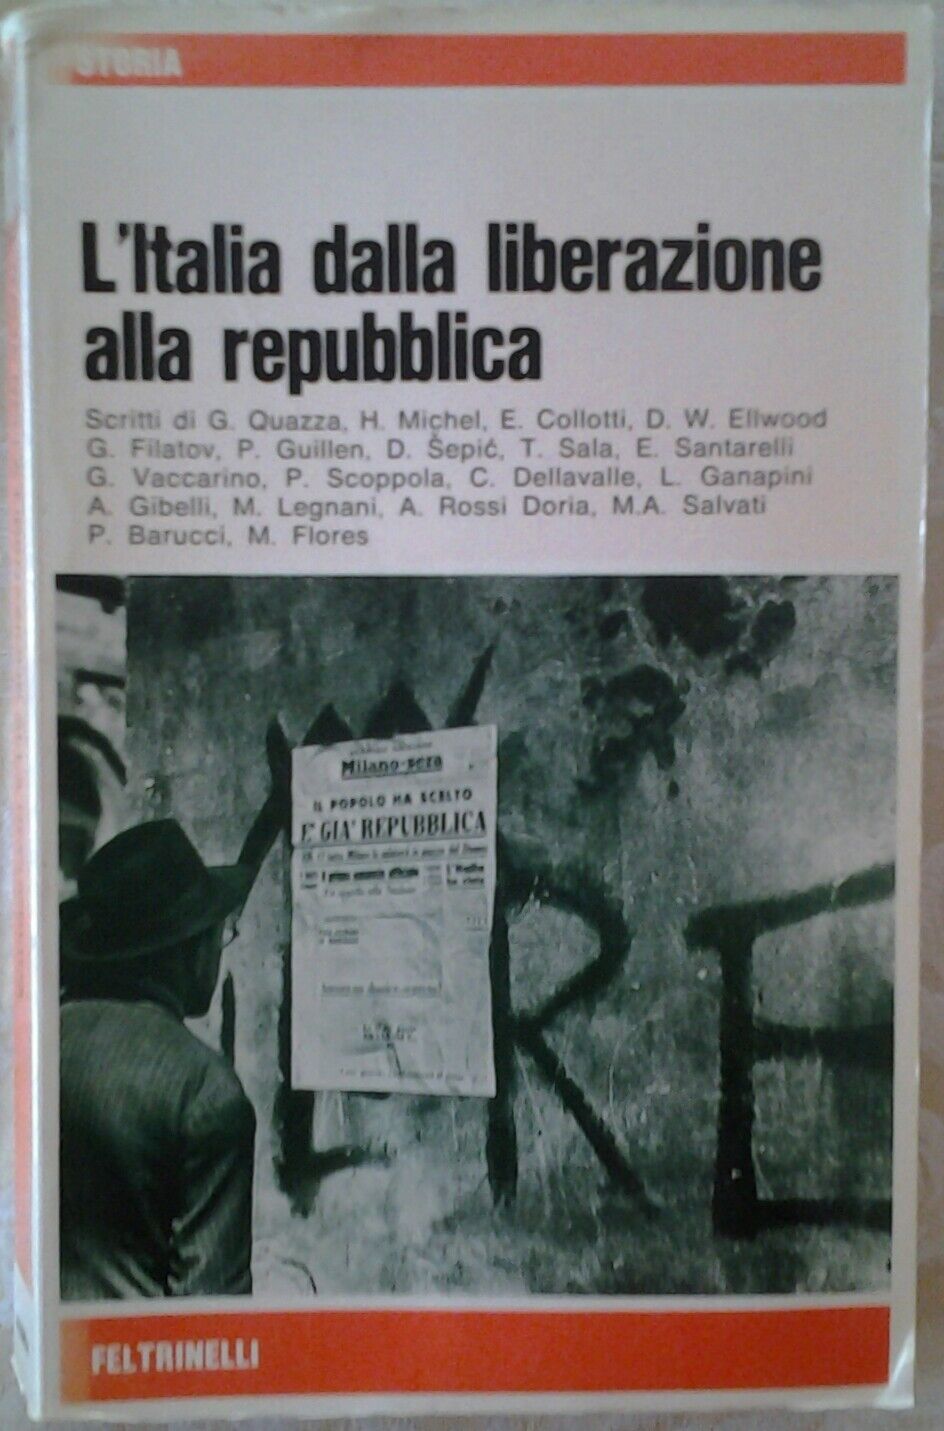 STORIA
L'Italia dalla liberazione
alla repubblica
Scritti di G. Quazza, H. Michel, E. Collotti, D. W. Ellwood
G. Filatov, P. Guillen, D. Šepić, T. Sala, E. Santarelli
G. Vaccarino, P. Scoppola, C. Dellavalle, L. Ganapini
A. Gibelli, M. Legnani, A. Rossi Doria, M.A. Salvati
P. Barucci, M. Flores
Milano-sera
IL POPOLO HA SCELTO
E' GIA' REPUBBLICA
IL RE
FELTRINELLI